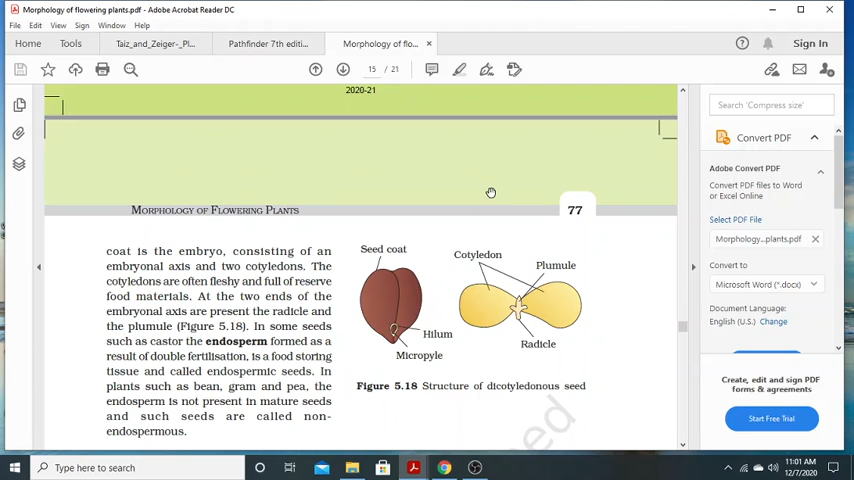 Morphology of flowering plants.pdf - Adobe Acrobat Reader DC
File Edit View Sign Window Help
Home Tools Taiz_and_Zeiger-_Pl... Pathfinder 7th editi... Morphology of flo... × Sign In
15 / 21
2020-21
MORPHOLOGY OF FLOWERING PLANTS 77
coat is the embryo, consisting of an
embryonal axis and two cotyledons. The
cotyledons are often fleshy and full of reserve
food materials. At the two ends of the
embryonal axis are present the radicle and
the plumule (Figure 5.18). In some seeds
such as castor the endosperm formed as a
result of double fertilisation, is a food storing
tissue and called endospermic seeds. In
plants such as bean, gram and pea, the
endosperm is not present in mature seeds
and such seeds are called non-
endospermous.
Seed coat
Hilum
Micropyle
Cotyledon
Plumule
Radicle
Figure 5.18 Structure of dicotyledonous seed
Search 'Compress size'
Convert PDF
Adobe Convert PDF
Convert PDF files to Word
or Excel Online
Select PDF File
Morphology...plants.pdf ×
Convert to
Microsoft Word (*.docx)
Document Language:
English (U.S.) Change
Create, edit and sign PDF
forms & agreements
Start Free Trial
Type here to search
11:01 AM
12/7/2020